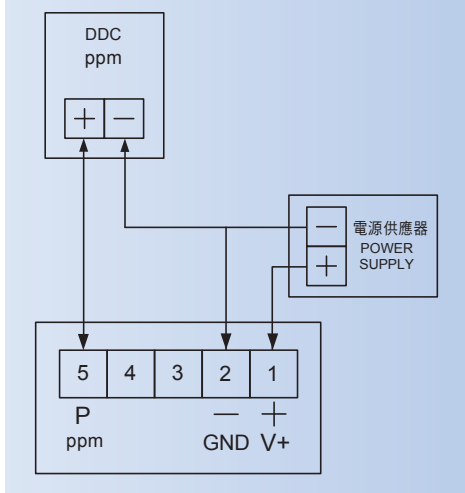 DDC
ppm
+ −
− 電源供應器
POWER
+ SUPPLY
5 4 3 2 1
P − +
ppm GND V+